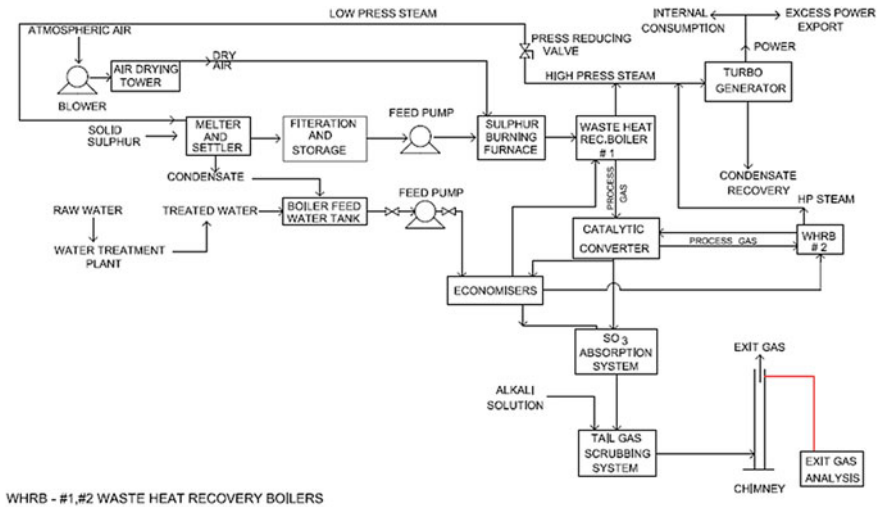 LOW PRESS STEAM
INTERNAL
CONSUMPTION
EXCESS POWER
EXPORT
ATMOSPHERIC AIR
PRESS REDUCING
VALVE
POWER
DRY
AIR
AIR DRYING
TOWER
BLOWER
HIGH PRESS STEAM
TURBO
GENERATOR
SOLID
SULPHUR
MELTER
AND
SETTLER
FITERATION
AND
STORAGE
FEED PUMP
SULPHUR
BURNING
FURNACE
WASTE HEAT
REC.BOILER
# 1
CONDENSATE
CONDENSATE
RECOVERY
RAW WATER
TREATED WATER
BOILER FEED
WATER TANK
FEED PUMP
PROCESS
GAS
HP STEAM
WATER TREATMENT
PLANT
CATALYTIC
CONVERTER
PROCESS GAS
WHRB
# 2
ECONOMISERS
SO3
ABSORPTION
SYSTEM
EXIT GAS
ALKALI
SOLUTION
TAIL GAS
SCRUBBING
SYSTEM
EXIT GAS
ANALYSIS
CHIMNEY
WHRB - #1,#2 WASTE HEAT RECOVERY BOILERS